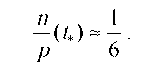 n/p (t*) ≈ 1/6 .